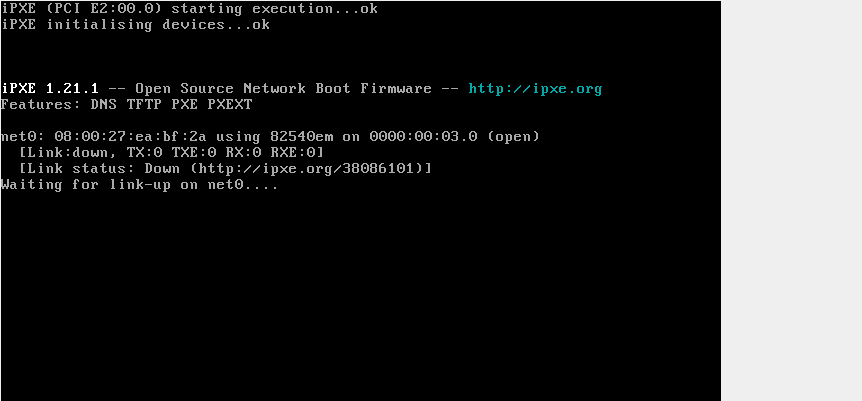 iPXE (PCI E2:00.0) starting execution...ok
iPXE initialising devices...ok
iPXE 1.21.1 -- Open Source Network Boot Firmware -- http://ipxe.org
Features: DNS TFTP PXE PXEXT
net0: 08:00:27:ea:bf:2a using 82540em on 0000:00:03.0 (open)
[Link:down, TX:0 TXE:0 RX:0 RXE:0]
[Link status: Down (http://ipxe.org/38086101)]
Waiting for link-up on net0....